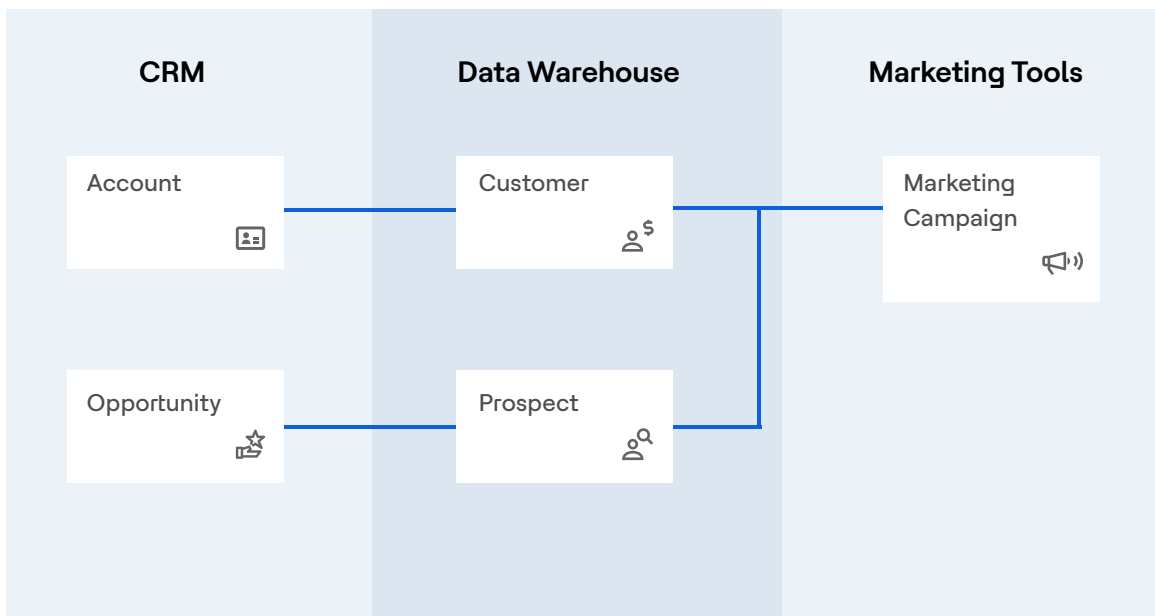 CRM
Data Warehouse
Marketing Tools
Account
Customer
Marketing
Campaign
$
Opportunity
Prospect